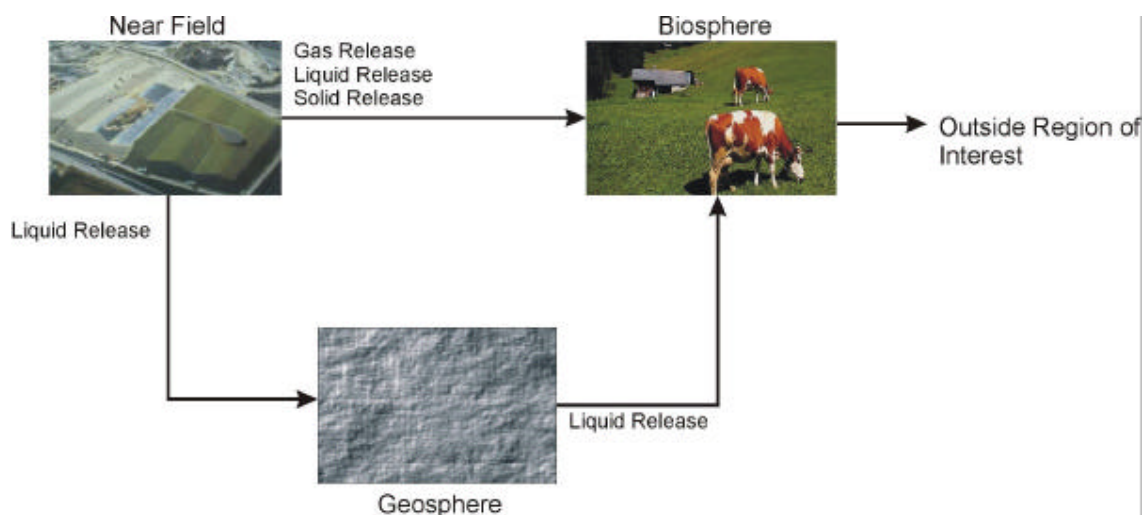 Near Field
Gas Release
Liquid Release
Solid Release
Biosphere
Outside Region of
Interest
Liquid Release
Liquid Release
Geosphere